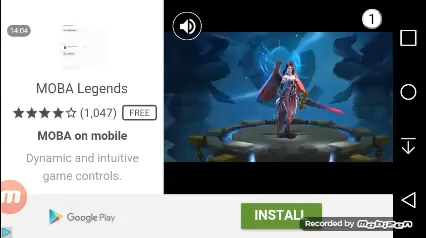 14:04
1
MOBA Legends
(1,047) FREE
MOBA on mobile
Dynamic and intuitive
game controls.
Google Play
INSTALL
Recorded by Mobizen